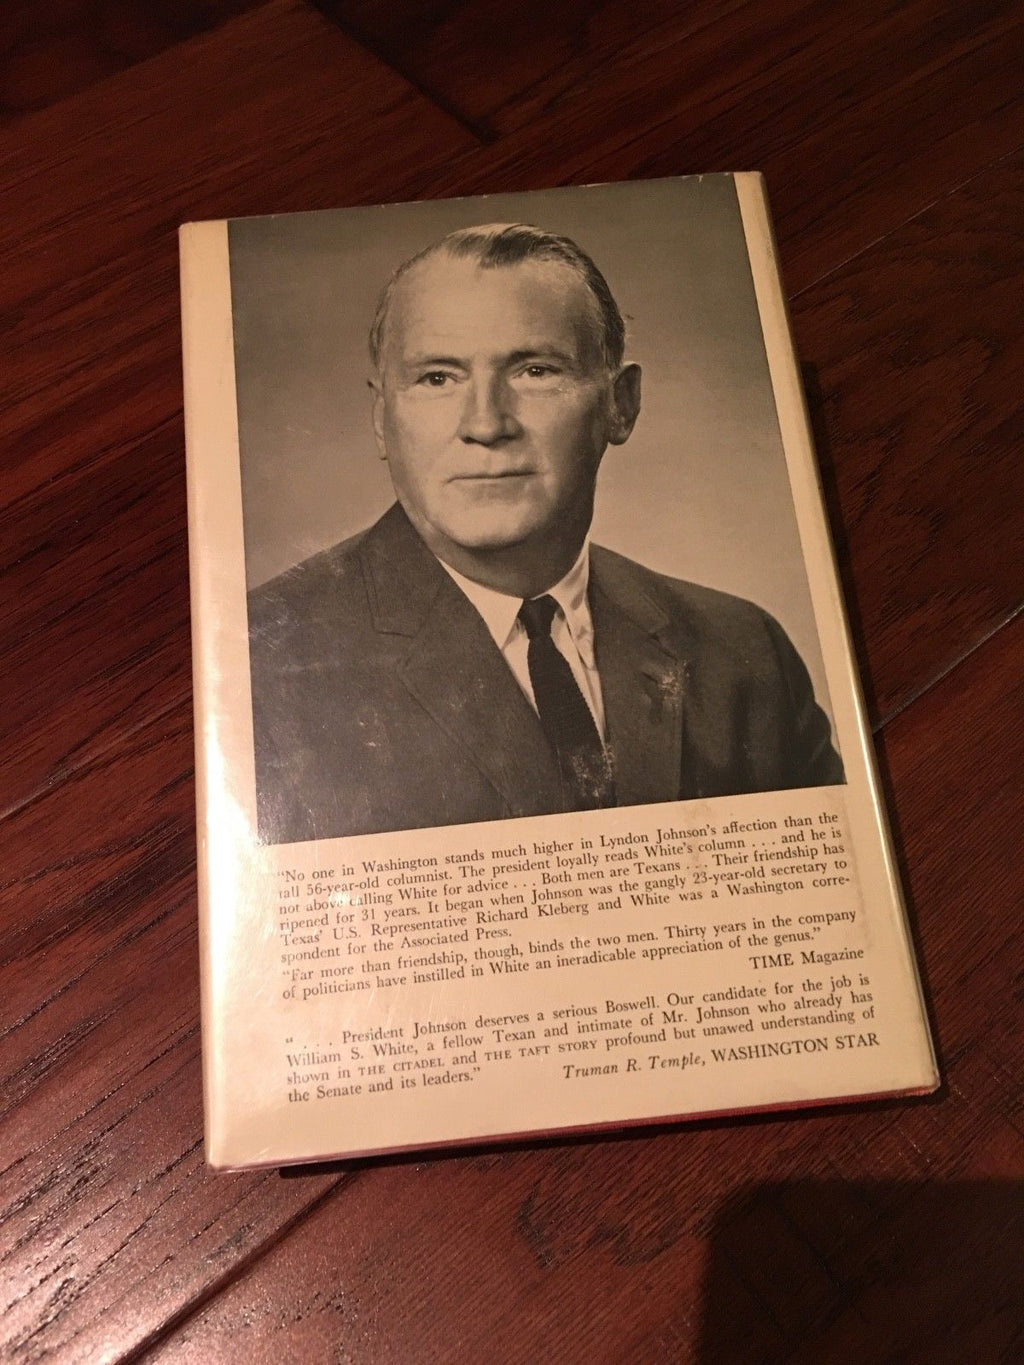 "No one in Washington stands much higher in Lyndon Johnson's affection than the
tall 56-year-old columnist. The president loyally reads White's column . . . and he is
not above calling White for advice . . . Both men are Texans . . . Their friendship has
ripened for 31 years. It began when Johnson was the gangly 23-year-old secretary to
Texas' U.S. Representative Richard Kleberg and White was a Washington corre-
spondent for the Associated Press.
"Far more than friendship, though, binds the two men. Thirty years in the company
of politicians have instilled in White an ineradicable appreciation of the genus."
TIME Magazine
" . . . President Johnson deserves a serious Boswell. Our candidate for the job is
William S. White, a fellow Texan and intimate of Mr. Johnson who already has
shown in THE CITADEL and THE TAFT STORY profound but unawed understanding of
the Senate and its leaders."
Truman R. Temple, WASHINGTON STAR